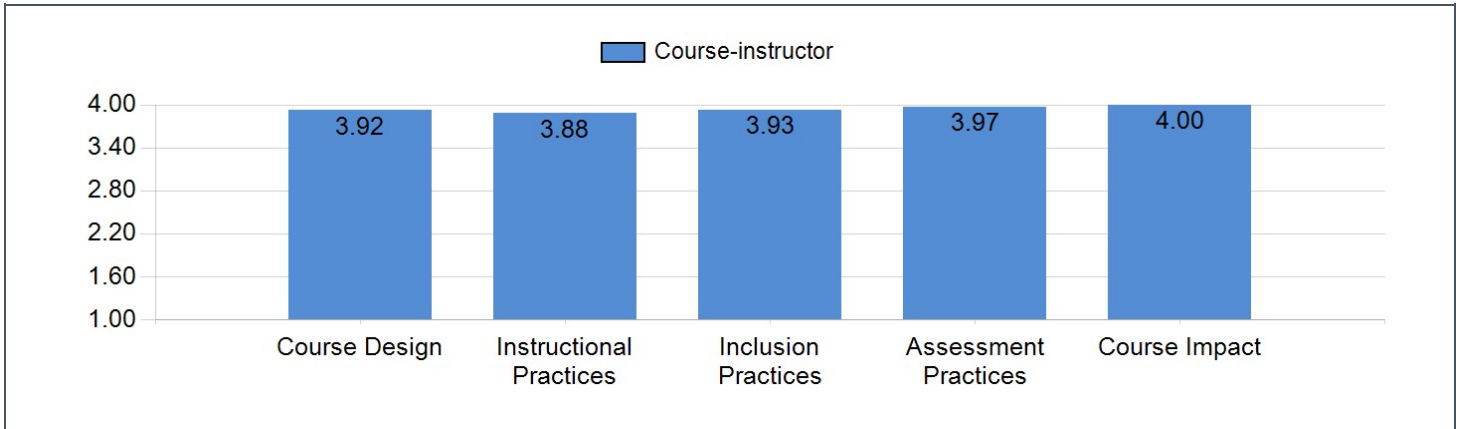 Course-instructor
4.00
3.40
2.80
2.20
1.60
1.00
3.92
3.88
3.93
3.97
4.00
Course Design
Instructional
Practices
Inclusion
Practices
Assessment
Practices
Course Impact